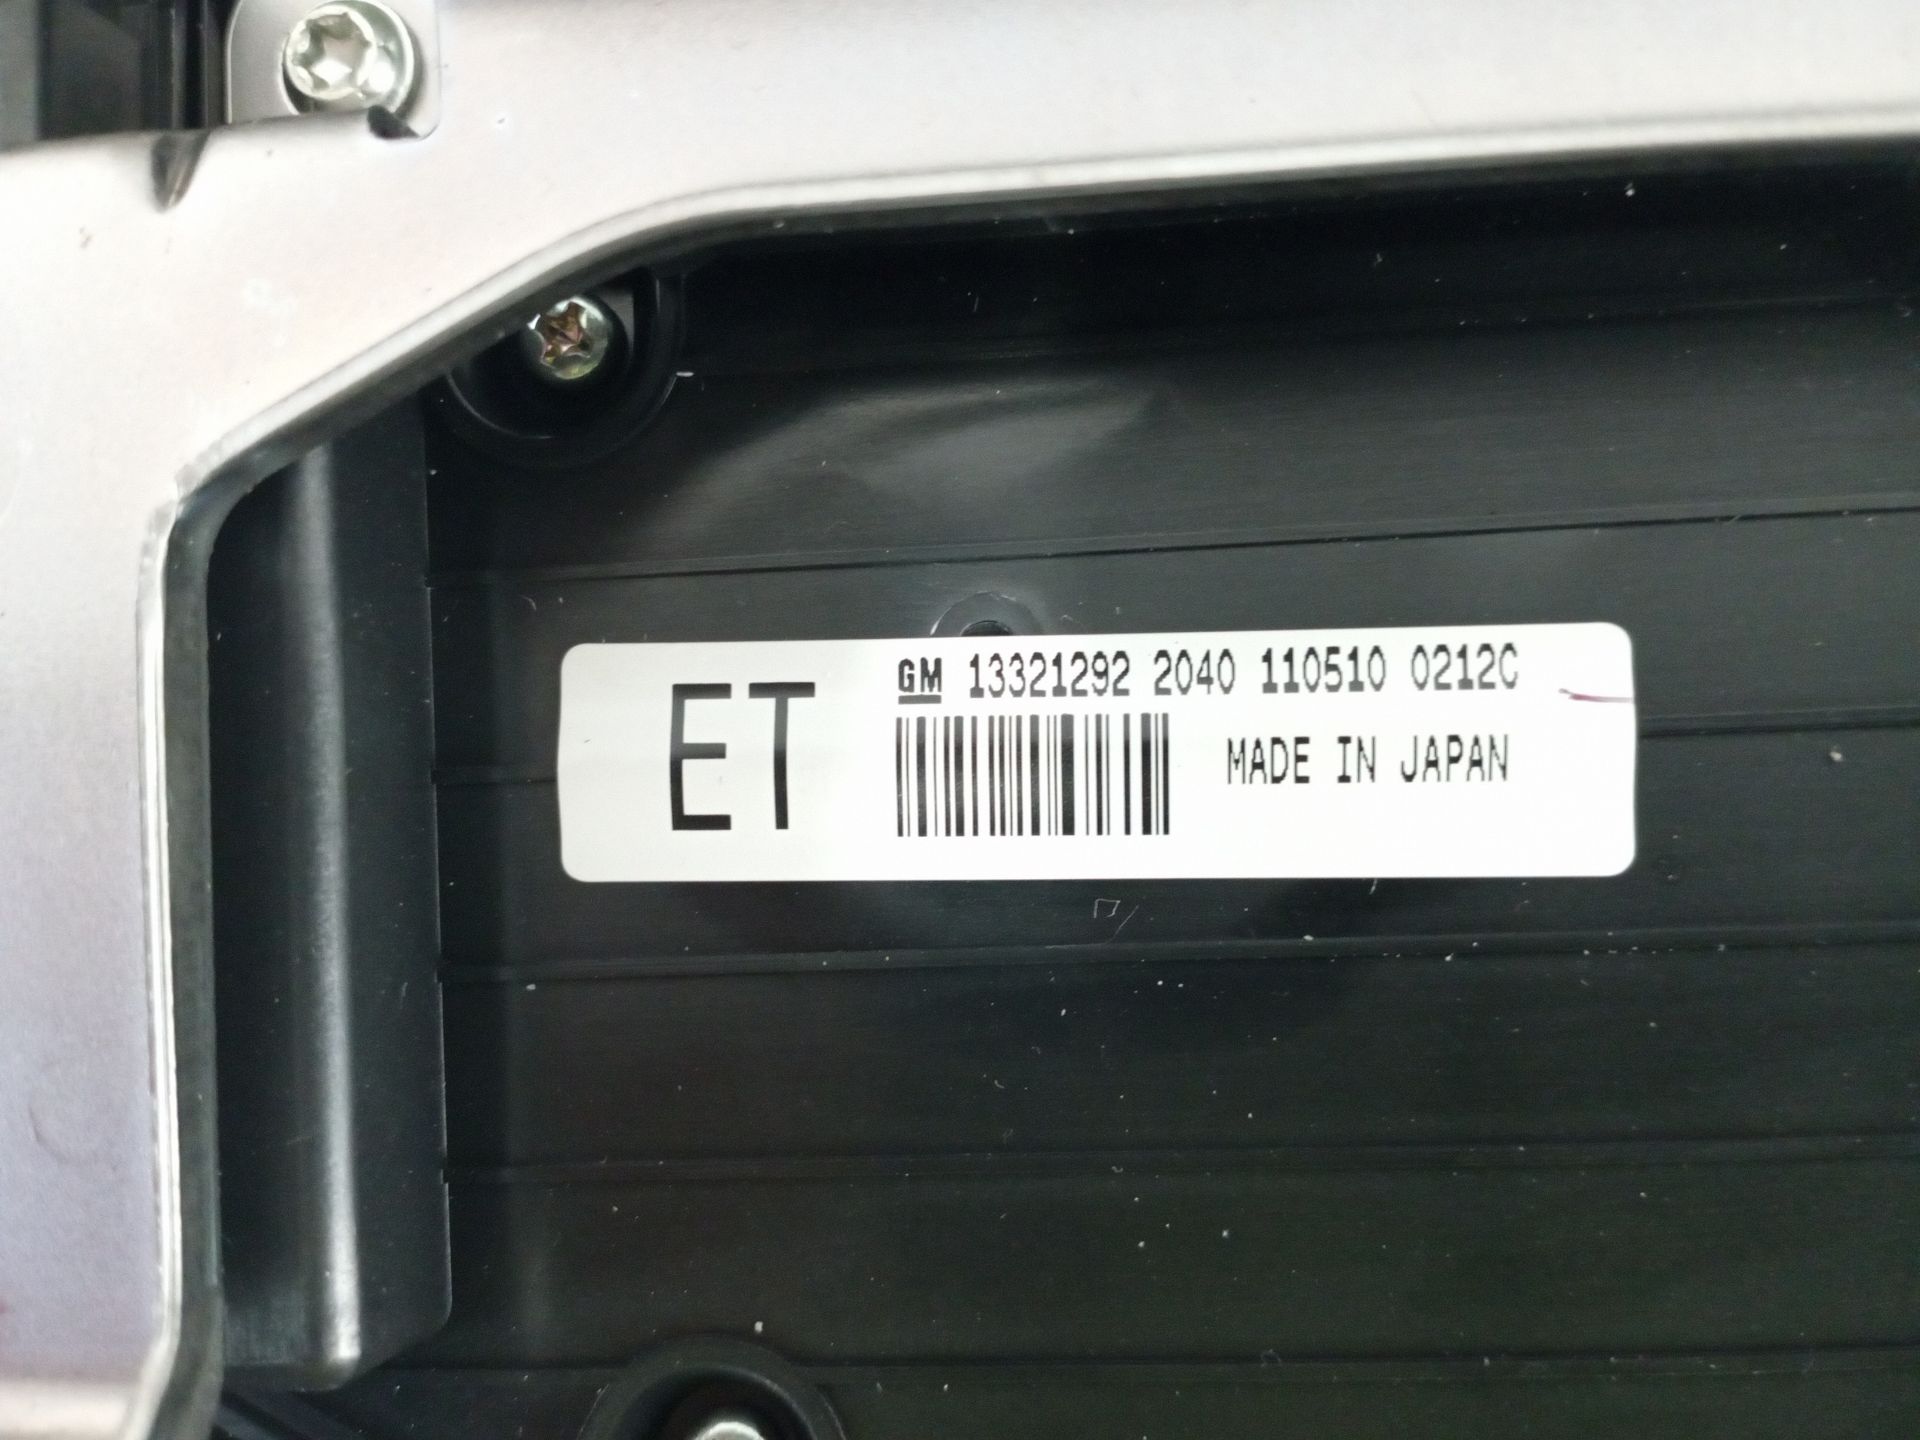 ET
GM 13321292 2040 110510 0212C
MADE IN JAPAN